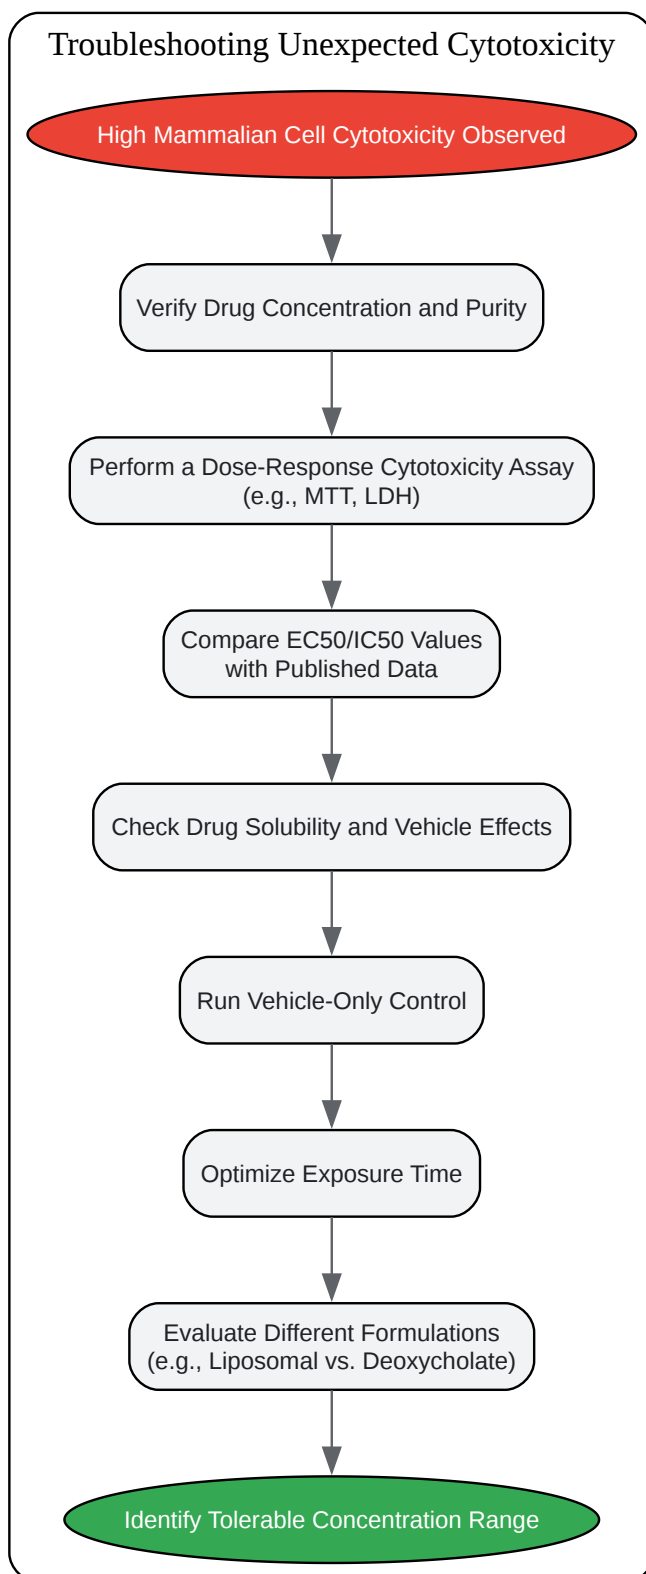 Troubleshooting Unexpected Cytotoxicity
High Mammalian Cell Cytotoxicity Observed
Verify Drug Concentration and Purity
Perform a Dose-Response Cytotoxicity Assay
(e.g., MTT, LDH)
Compare EC50/IC50 Values
with Published Data
Check Drug Solubility and Vehicle Effects
Run Vehicle-Only Control
Optimize Exposure Time
Evaluate Different Formulations
(e.g., Liposomal vs. Deoxycholate)
Identify Tolerable Concentration Range